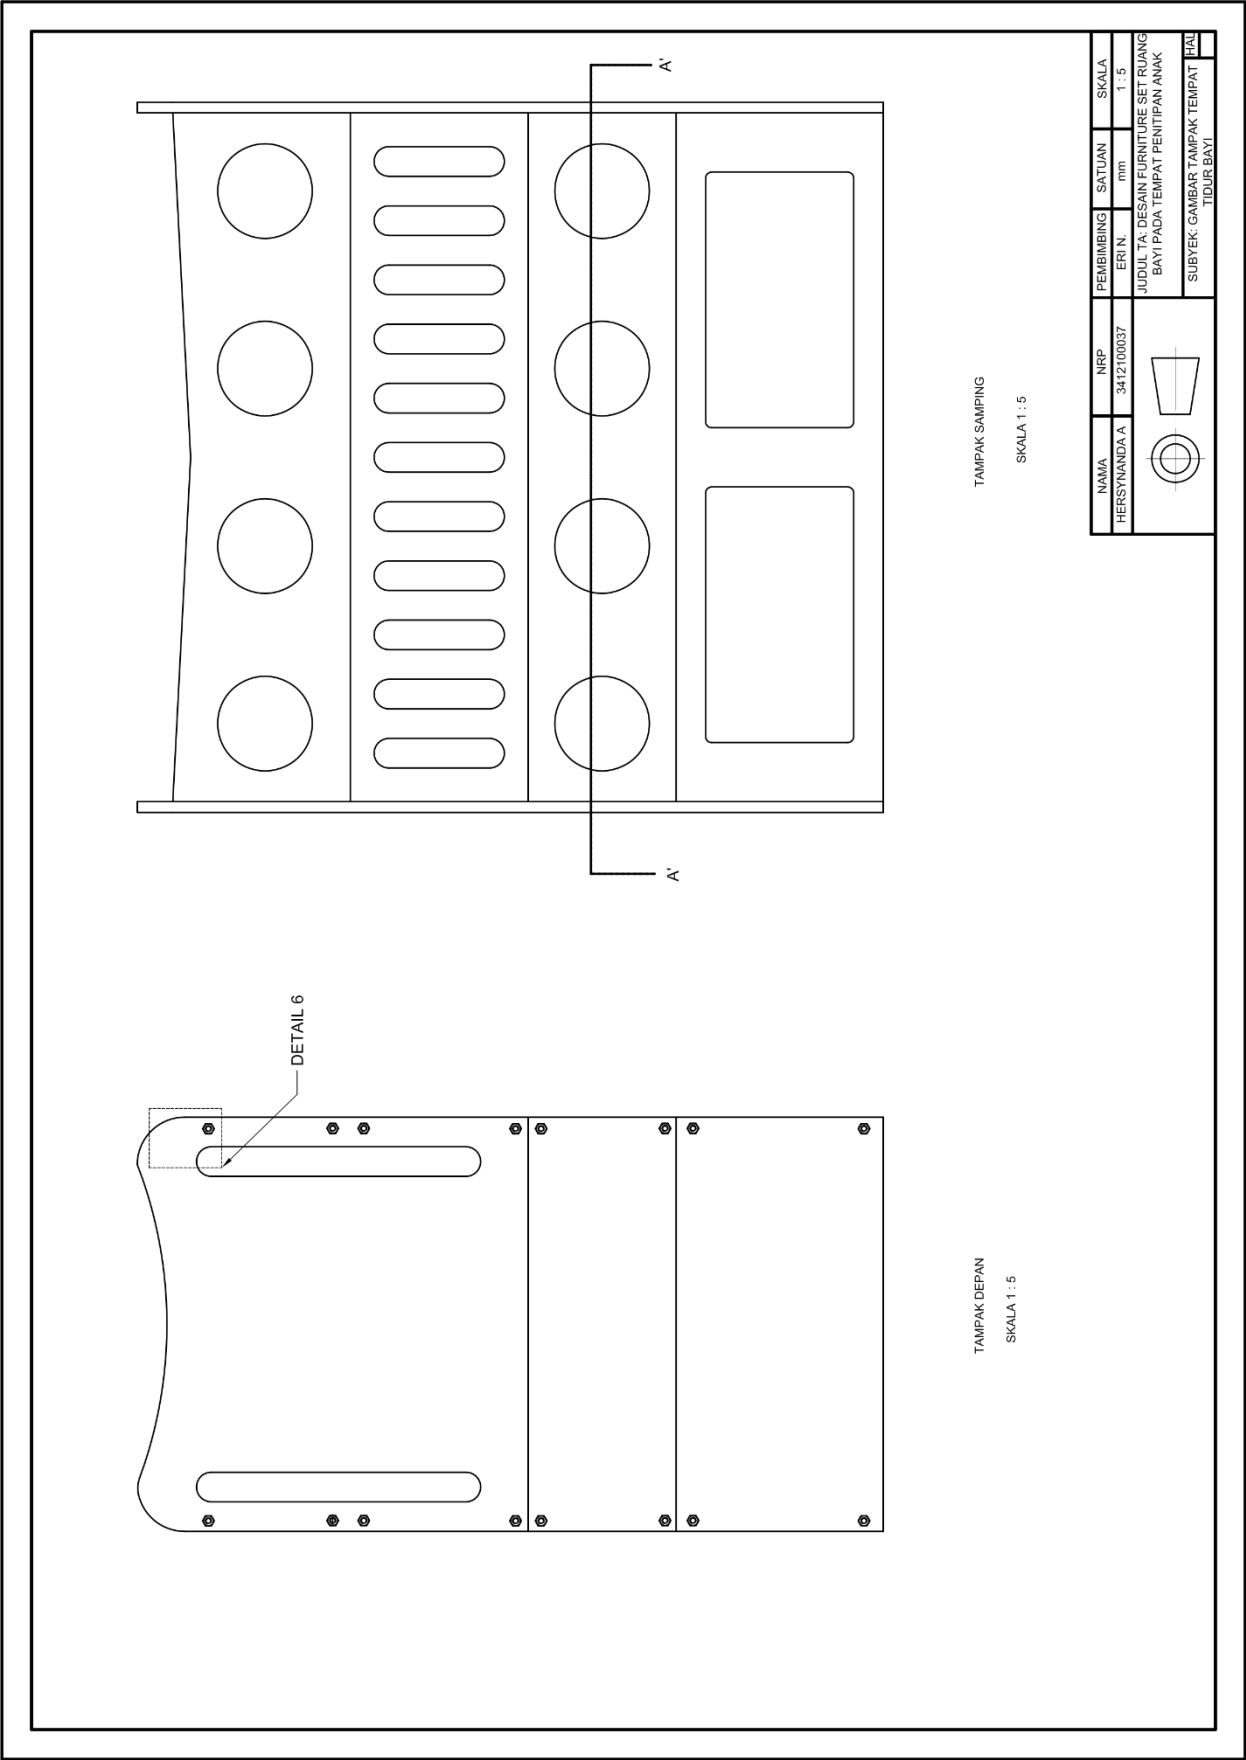 DETAIL 6
A'
A'
TAMPAK DEPAN
SKALA 1 : 5
TAMPAK SAMPING
SKALA 1 : 5
NAMA NRP PEMBIMBING SATUAN SKALA
HERSYNANDA A 3412100037 ERI N. mm 1 : 5
JUDUL TA: DESAIN FURNITURE SET RUANG
BAYI PADA TEMPAT PENITIPAN ANAK
SUBYEK: GAMBAR TAMPAK TEMPAT
TIDUR BAYI
HAL